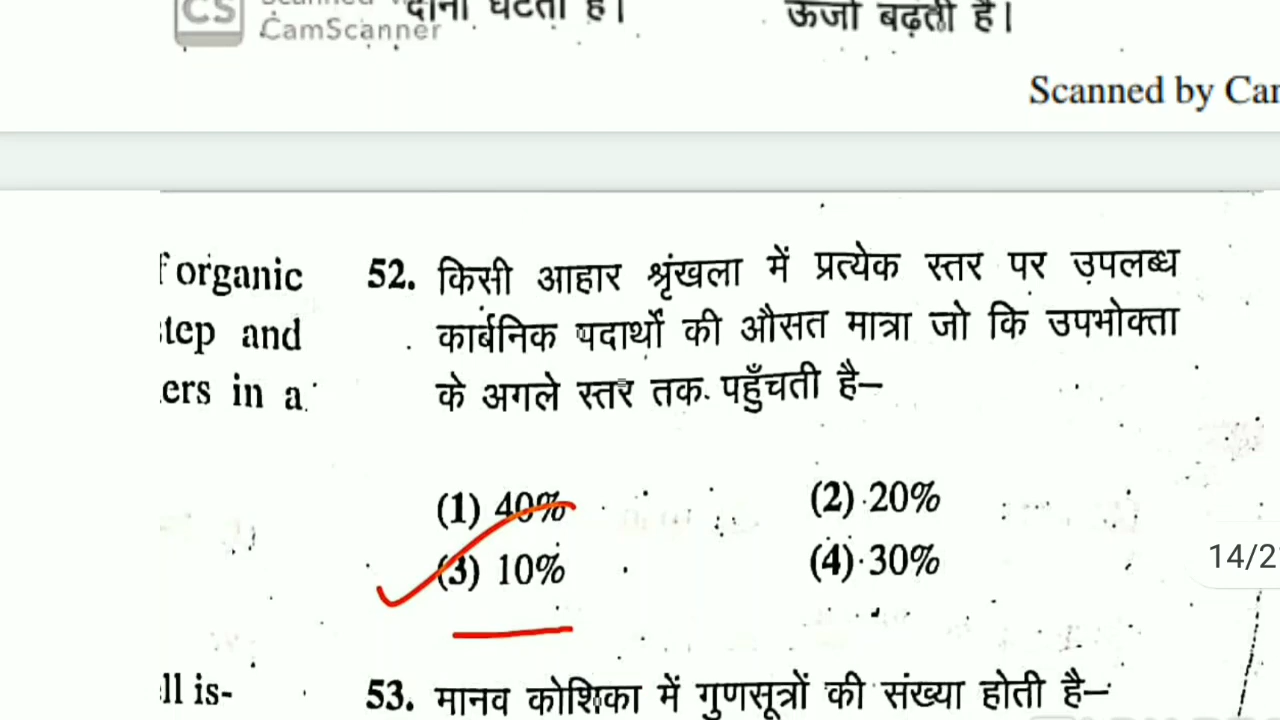 CS
CamScanner
दोनों घटती है। ऊर्जा बढ़ती है।
Scanned by
organic
and
ers in a
52. किसी आहार श्रृंखला में प्रत्येक स्तर पर उपलब्ध
कार्बनिक पदार्थों की औसत मात्रा जो कि उपभोक्ता
के अगले स्तर तक पहुँचती है–
(1) 40% (2) 20%
(3) 10% (4) 30%
14/2
ll is-
53. मानव कोशिका में गुणसूत्रों की संख्या होती है–